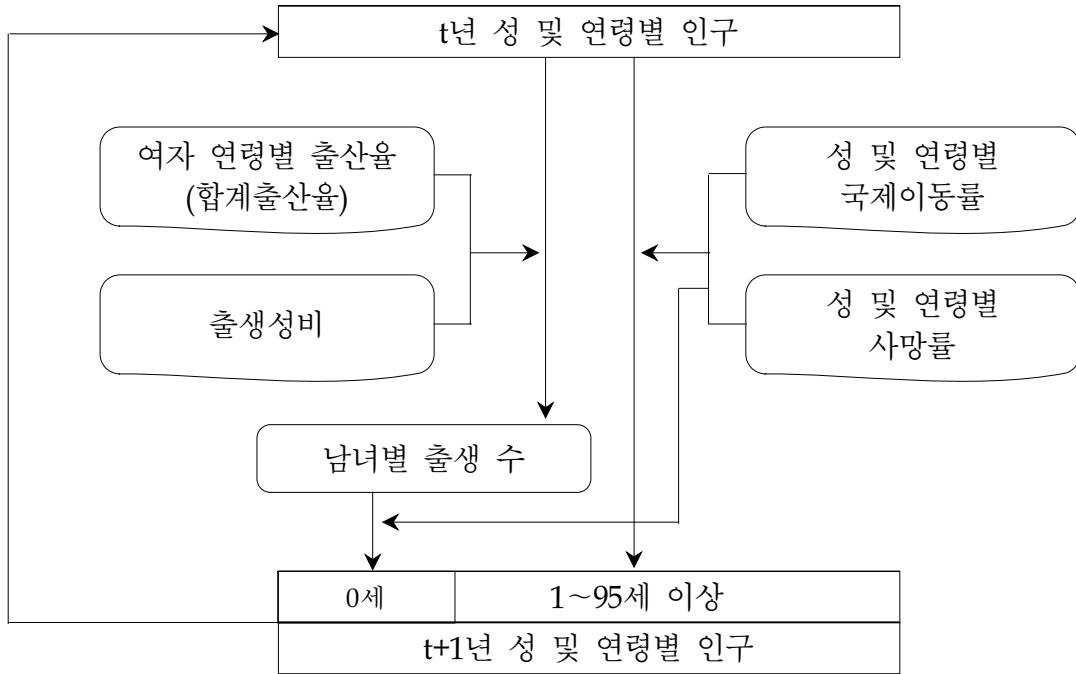 t년 성 및 연령별 인구
여자 연령별 출산율
(합계출산율)
성 및 연령별
국제이동률
출생성비
성 및 연령별
사망률
남녀별 출생 수
0세
1~95세 이상
t+1년 성 및 연령별 인구